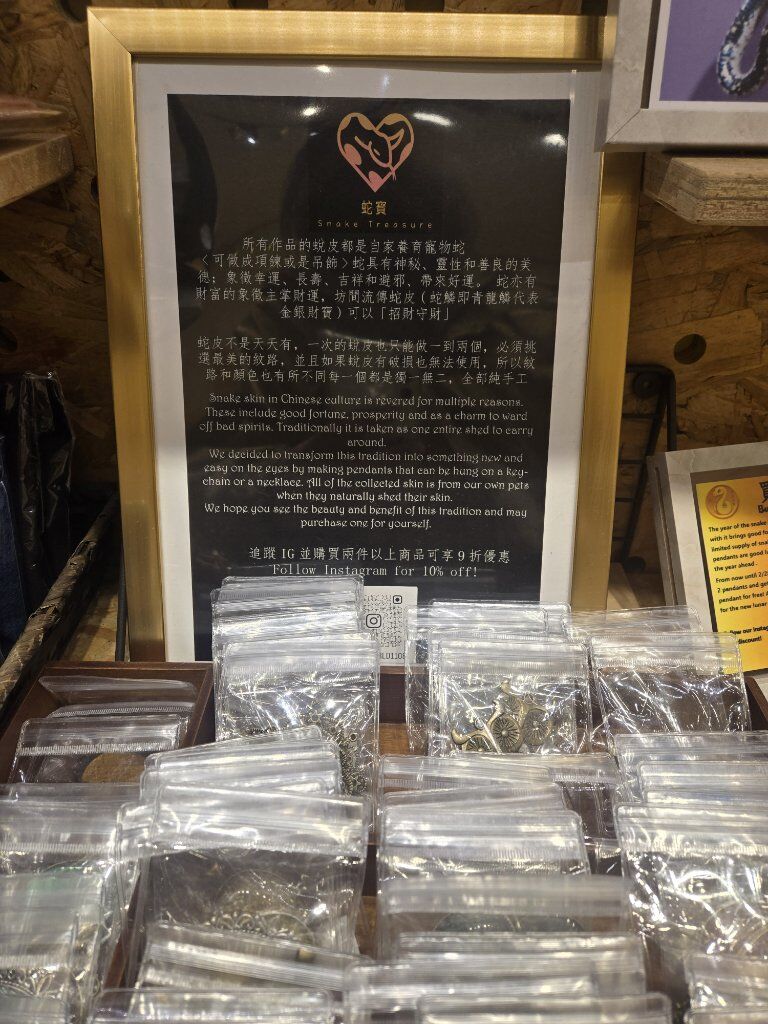 蛇寶
Snake Treasure
所有作品的蛻皮都是自家養育寵物蛇
〈可做成項鍊或是吊飾〉蛇具有神秘、靈性和善良的美
德；象徵幸運、長壽、吉祥和避邪、帶來好運。 蛇亦有
財富的象徵主掌財運，坊間流傳蛇皮（蛇鱗即青龍鱗代表
金銀財寶）可以「招財守財」
蛇皮不是天天有，一次的蛻皮也只能做一到兩個，必須挑
選最美的紋路，並且如果蛻皮有破損也無法使用，所以紋
路和顏色也有所不同每一個都是獨一無二，全部純手工
Snake skin in Chinese culture is revered for multiple reasons.
These include good fortune, prosperity and as a charm to ward
off bad spirits. Traditionally it is taken as one entire shed to carry
around.
We decided to transform this tradition into something new and
easy on the eyes by making pendants that can be hung on a key-
chain or a necklace. All of the collected skin is from our own pets
when they naturally shed their skin.
We hope you see the beauty and benefit of this tradition and may
purchase one for yourself.
追蹤 IG 並購買兩件以上商品可享 9 折優惠
Follow Instagram for 10% off!
買
The year of the snake
with it brings good fo
limited supply of sna
pendants are good l
the year ahead.
From now until 2/2
2 pendants and get
pendant for free! A
for the new lunar
ow our instag
discount!